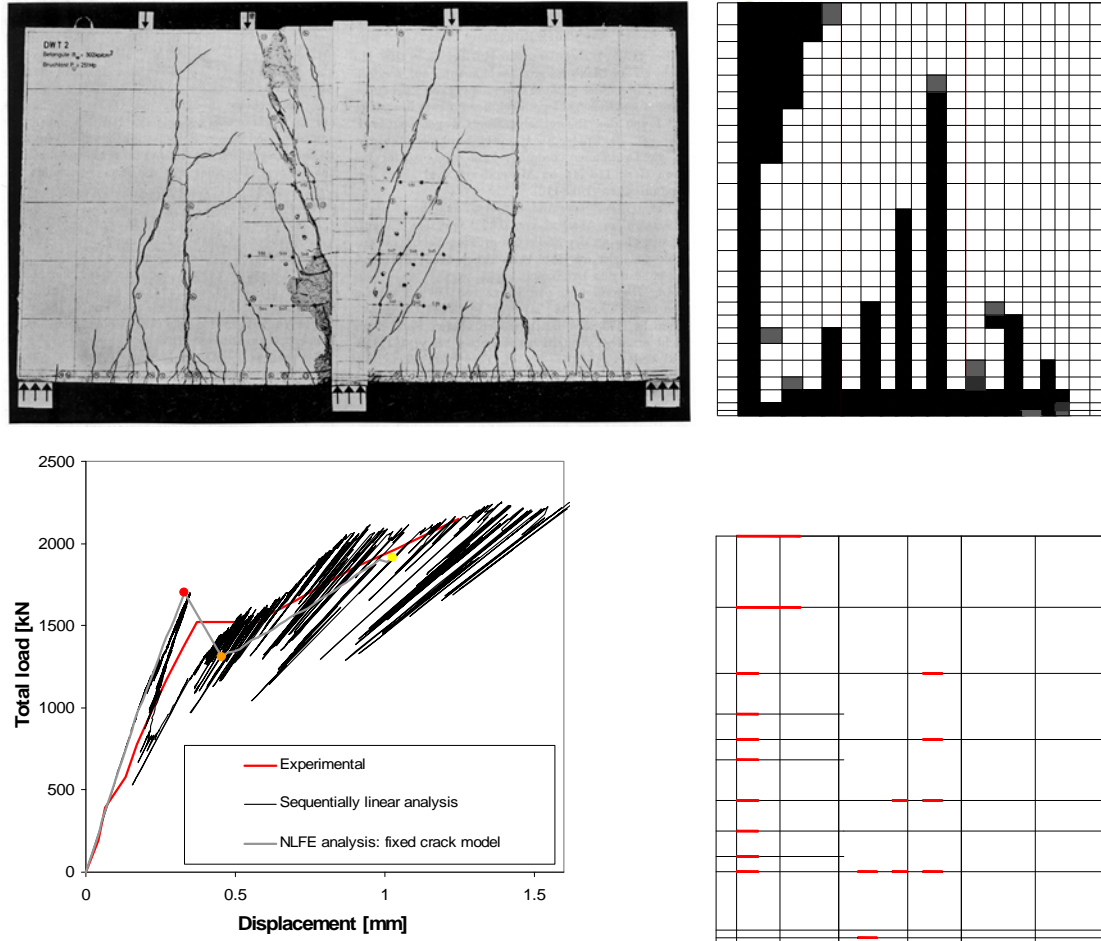 DWT 2
2500
2000
1500
1000
500
0
Total load [kN]
Experimental
Sequentially linear analysis
NLFE analysis: fixed crack model
0
0.5
1
1.5
Displacement [mm]